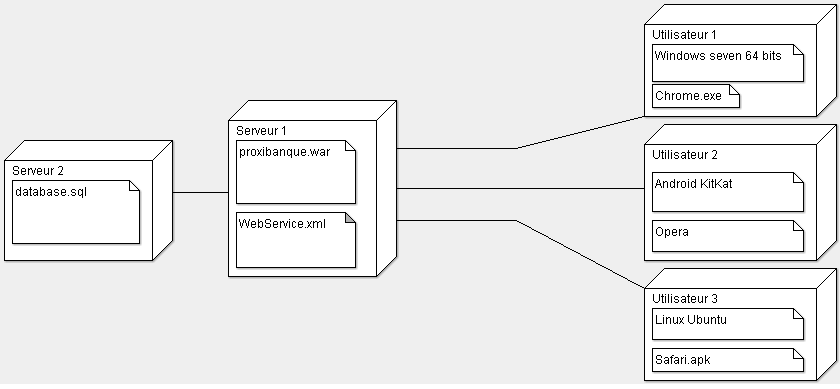 Serveur 2
database.sql
Serveur 1
proxibanque.war
WebService.xml
Utilisateur 1
Windows seven 64 bits
Chrome.exe
Utilisateur 2
Android KitKat
Opera
Utilisateur 3
Linux Ubuntu
Safari.apk